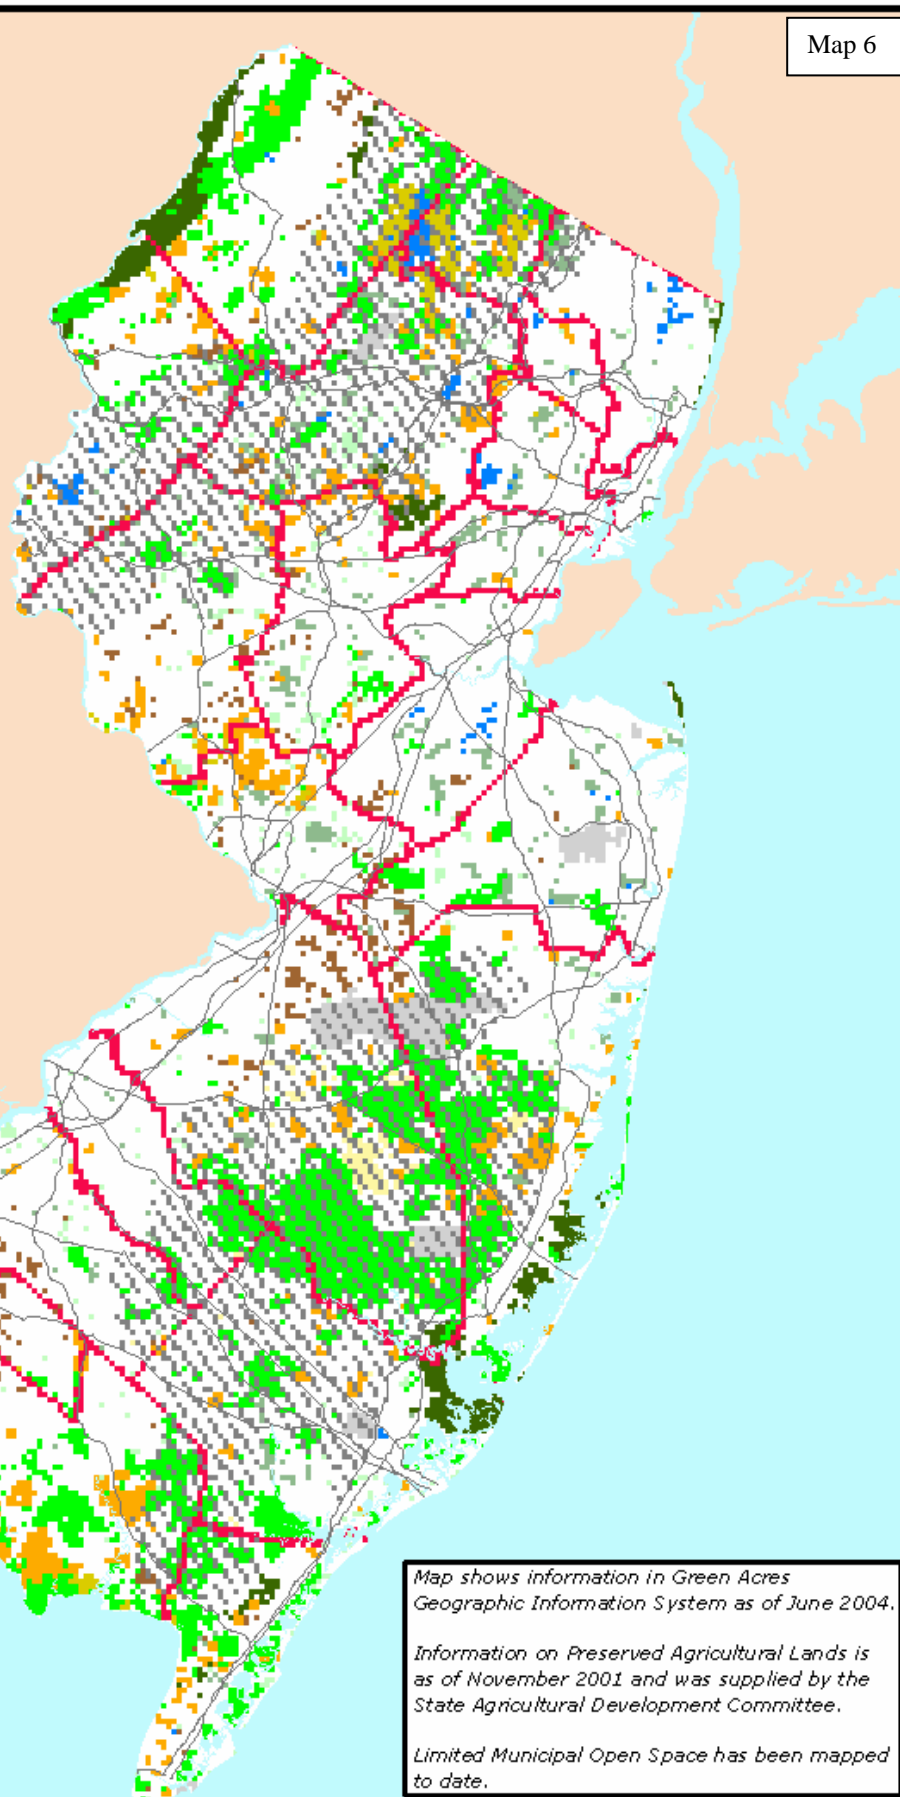 Map 6
Map shows information in Green Acres
Geographic Information System as of June 2004.
Information on Preserved Agricultural Lands is
as of November 2001 and was supplied by the
State Agricultural Development Committee.
Limited Municipal Open Space has been mapped
to date.